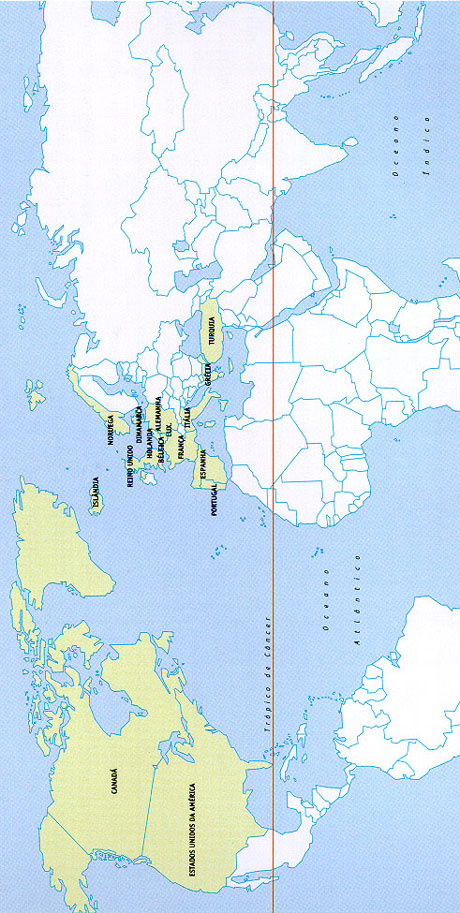 ISLÂNDIA
NORUEGA
REINO UNIDO
DINAMARCA
HOLANDA
BÉLGICA
ALEMANHA
LUX.
FRANÇA
ITÁLIA
ESPANHA
PORTUGAL
GRÉCIA
TURQUIA
CANADÁ
ESTADOS UNIDOS DA AMÉRICA
Trópico de Câncer
Oceano
Atlântico
Oceano
Índico